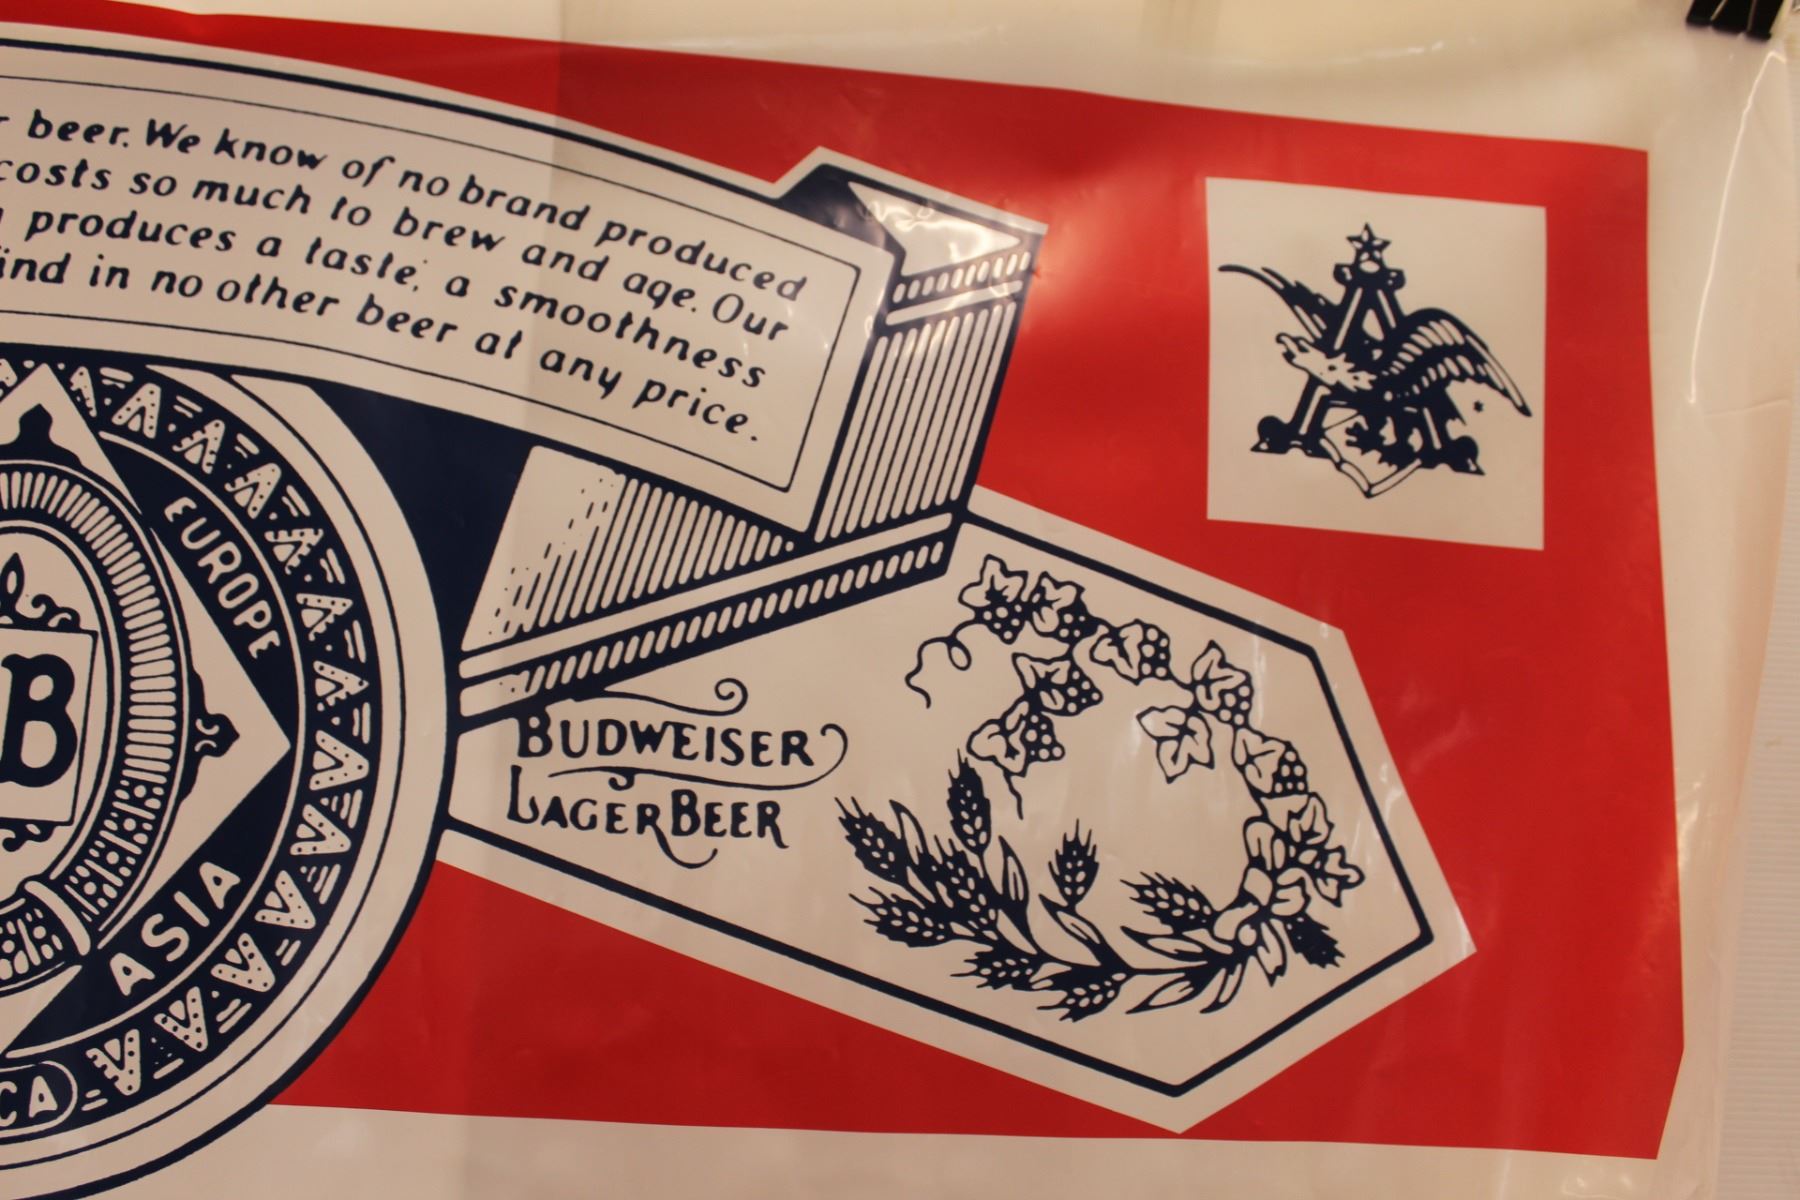 beer. We know of no brand produced
costs so much to brew and age. Our
produces a taste, a smoothness
in no other beer at any price.
EUROPE
B
ASIA
CA
BUDWEISER
LAGER BEER
A